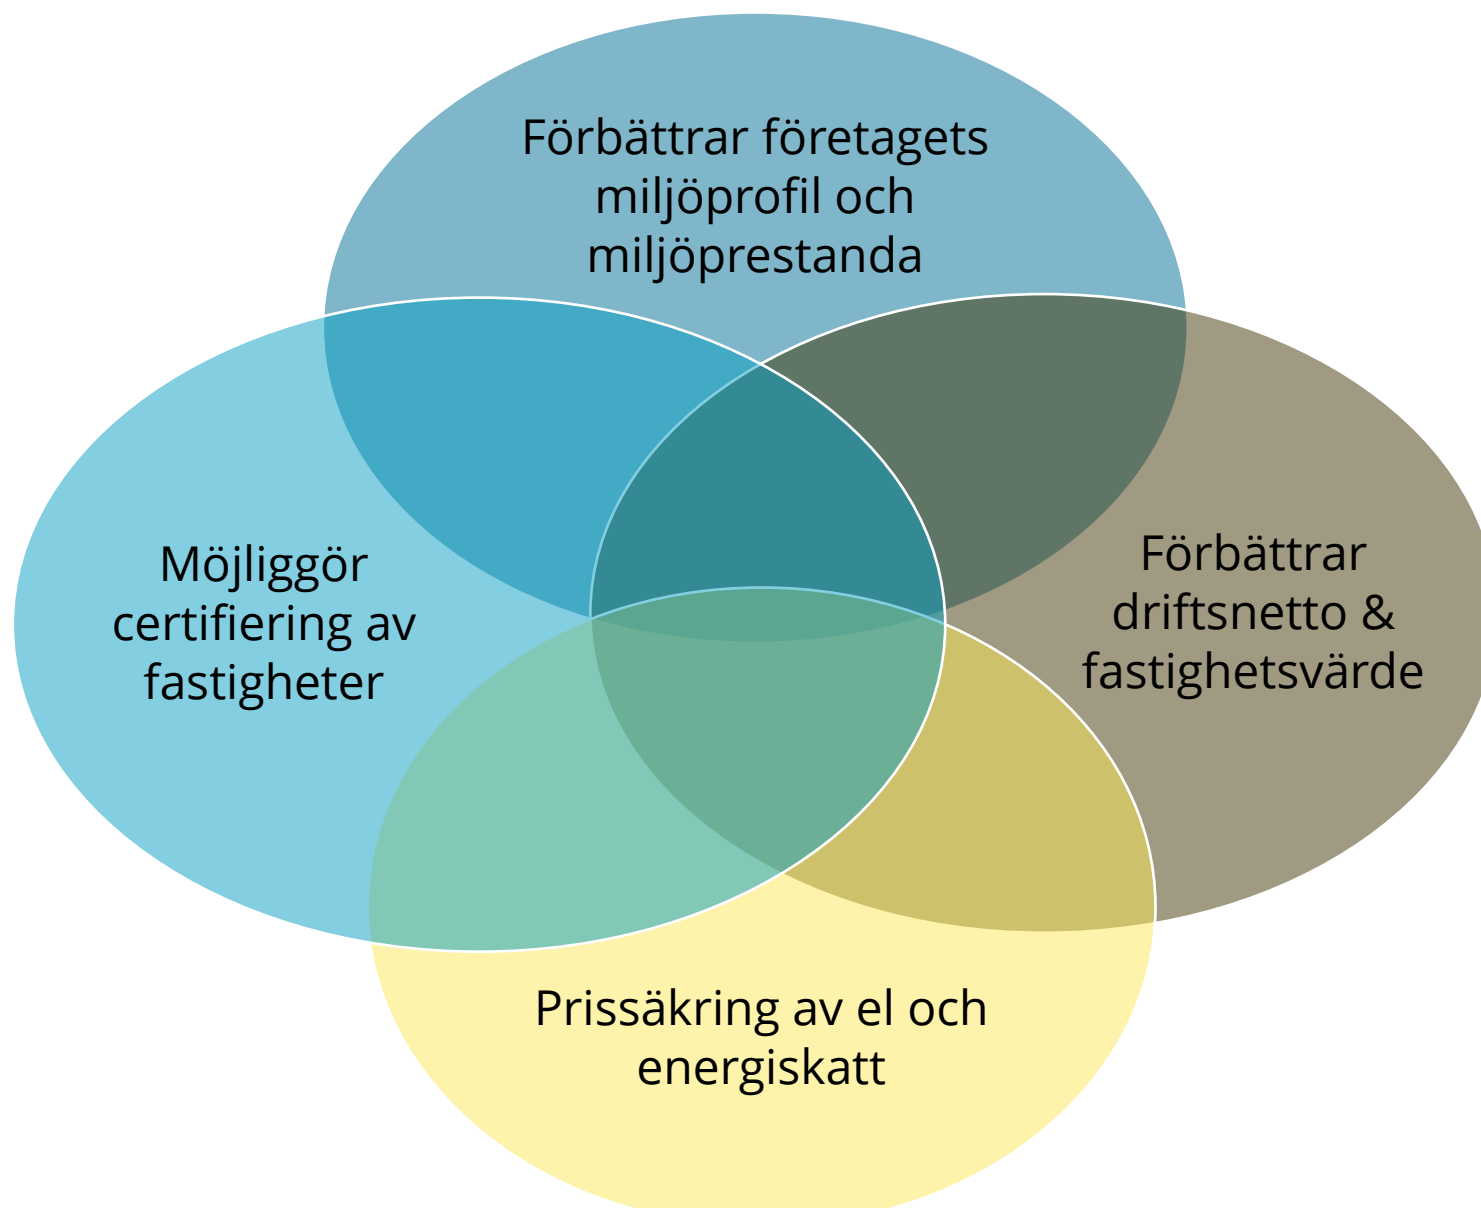 Förbättrar företagets
miljöprofil och
miljöprestanda
Möjliggör
certifiering av
fastigheter
Förbättrar
driftsnetto &
fastighetsvärde
Prissäkring av el och
energiskatt